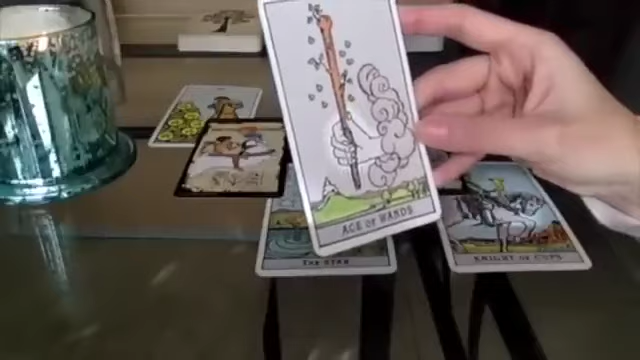 ACE of WANDS
THE STAR
KNIGHT of CUPS